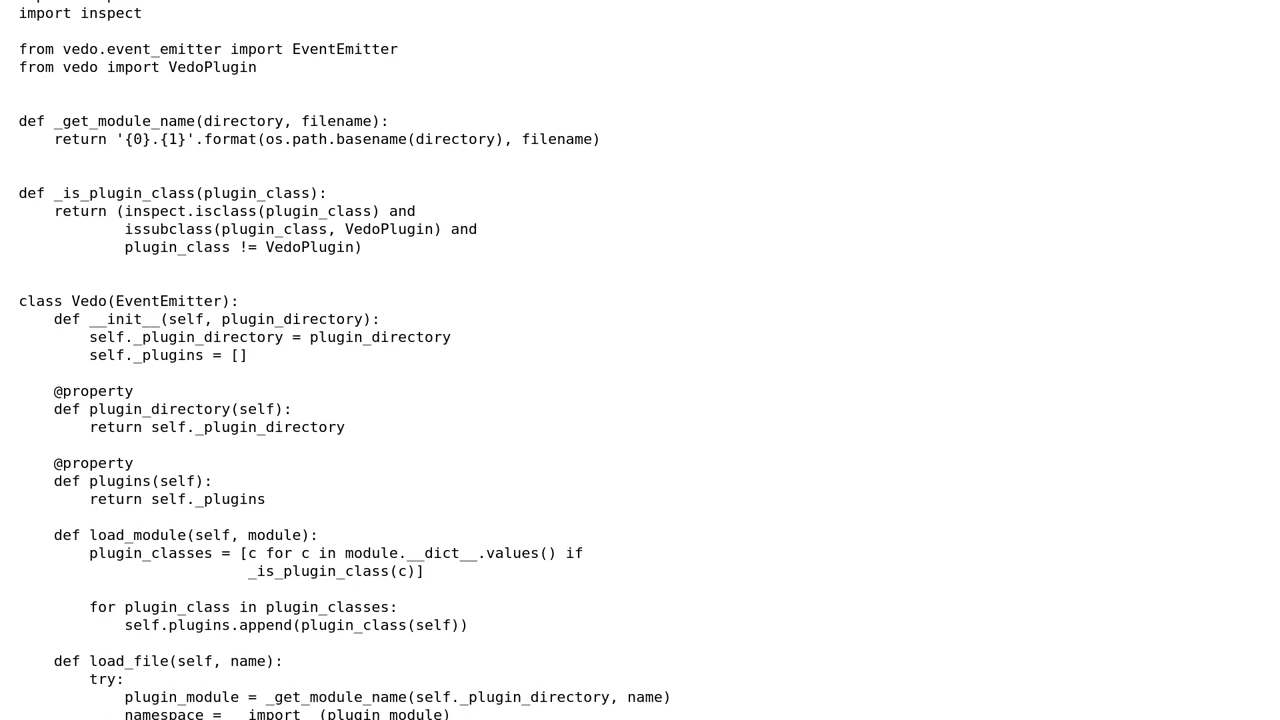 import inspect

from vedo.event_emitter import EventEmitter
from vedo import VedoPlugin


def _get_module_name(directory, filename):
    return '{0}.{1}'.format(os.path.basename(directory), filename)


def _is_plugin_class(plugin_class):
    return (inspect.isclass(plugin_class) and
            issubclass(plugin_class, VedoPlugin) and
            plugin_class != VedoPlugin)


class Vedo(EventEmitter):
    def __init__(self, plugin_directory):
        self._plugin_directory = plugin_directory
        self._plugins = []

    @property
    def plugin_directory(self):
        return self._plugin_directory

    @property
    def plugins(self):
        return self._plugins

    def load_module(self, module):
        plugin_classes = [c for c in module.__dict__.values() if
                          _is_plugin_class(c)]

        for plugin_class in plugin_classes:
            self.plugins.append(plugin_class(self))

    def load_file(self, name):
        try:
            plugin_module = _get_module_name(self._plugin_directory, name)
            namespace = __import__(plugin_module)